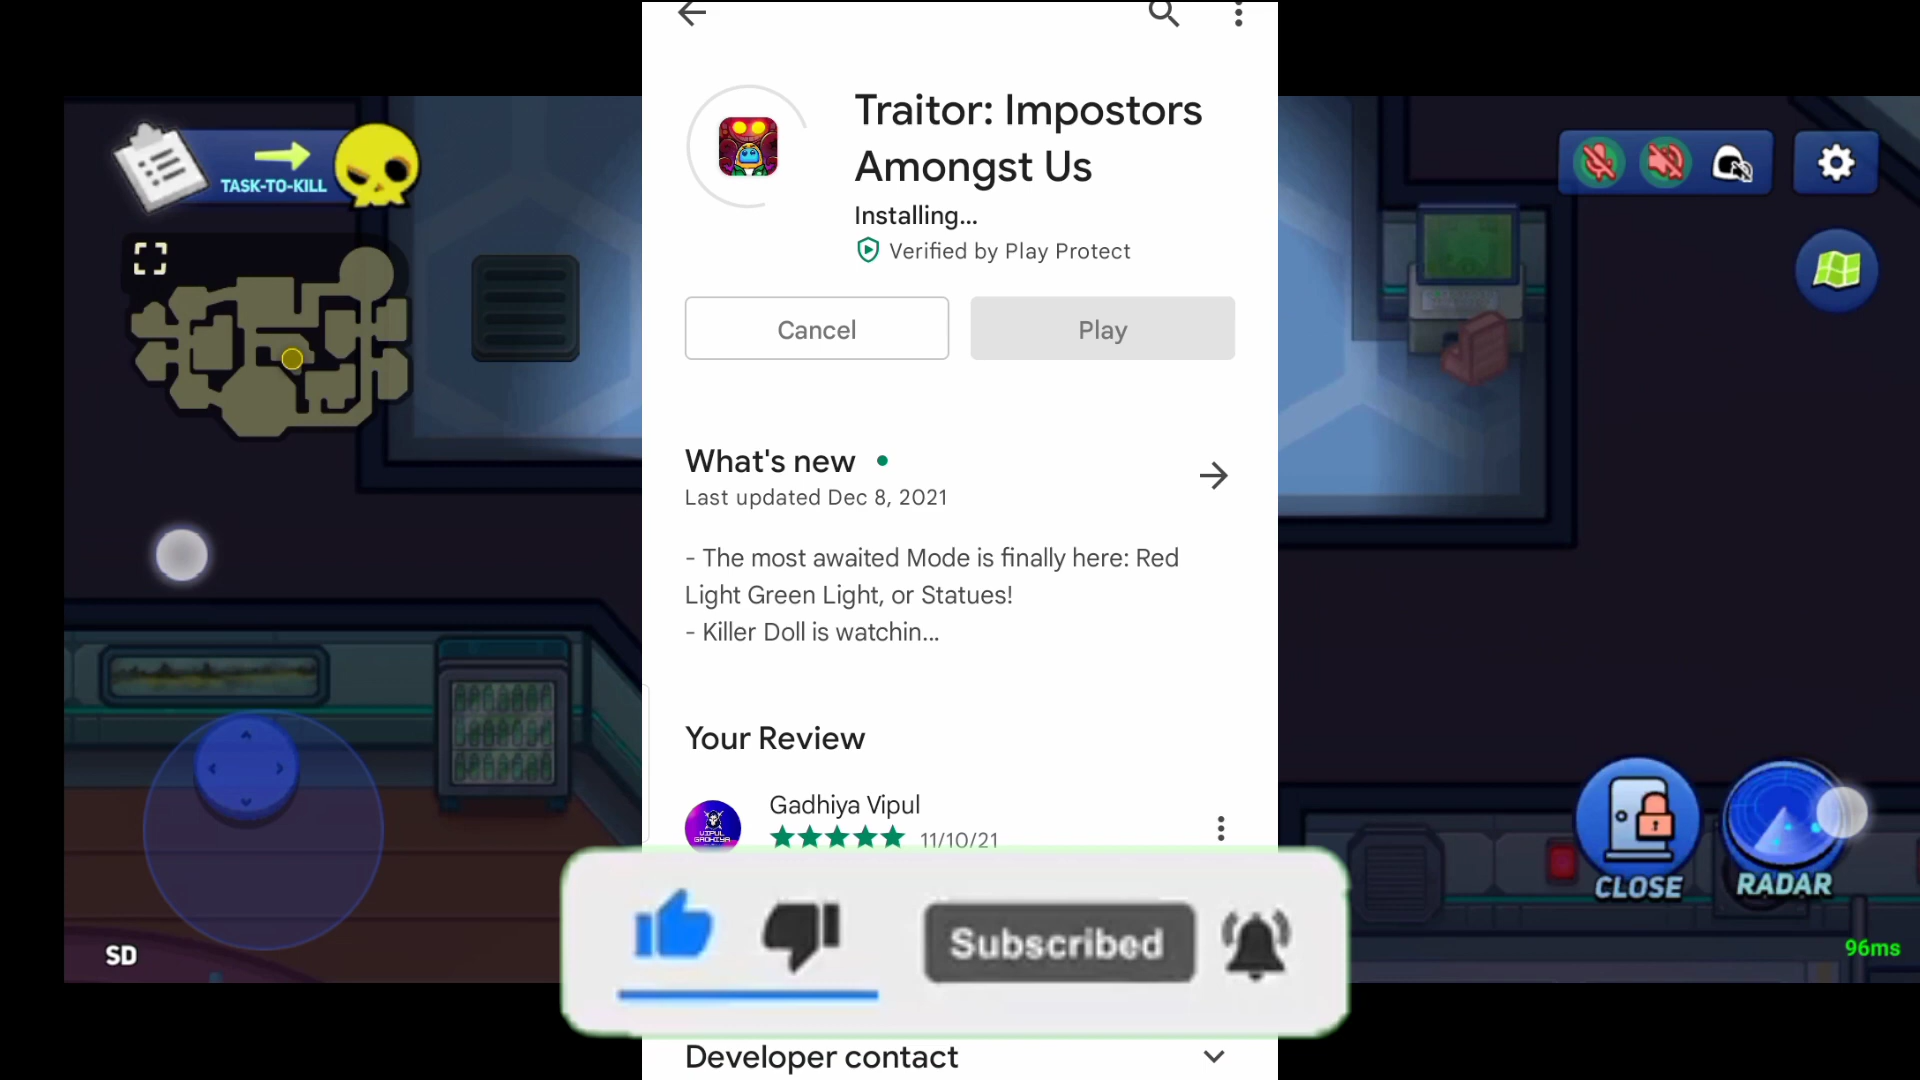 Traitor: Impostors
Amongst Us
Installing...
Verified by Play Protect
Cancel
Play
What's new
Last updated Dec 8, 2021
- The most awaited Mode is finally here: Red
Light Green Light, or Statues!
- Killer Doll is watchin...
Your Review
Gadhiya Vipul
11/10/21
VIPUL
GADHIYA
Subscribed
Developer contact
TASK-TO-KILL
SD
CLOSE
RADAR
96ms